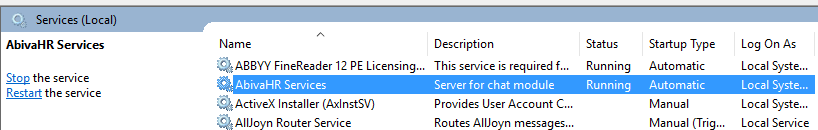 Services (Local)
AbivaHR Services
Stop the service
Restart the service
Name Description Status Startup Type Log On As
ABBYY FineReader 12 PE Licensing... This service is required f... Running Automatic Local Syste...
AbivaHR Services Server for chat module Running Automatic Local Syste...
ActiveX Installer (AxInstSV) Provides User Account C... Manual Local Syste...
AllJoyn Router Service Routes AllJoyn messages... Manual (Trig... Local Service